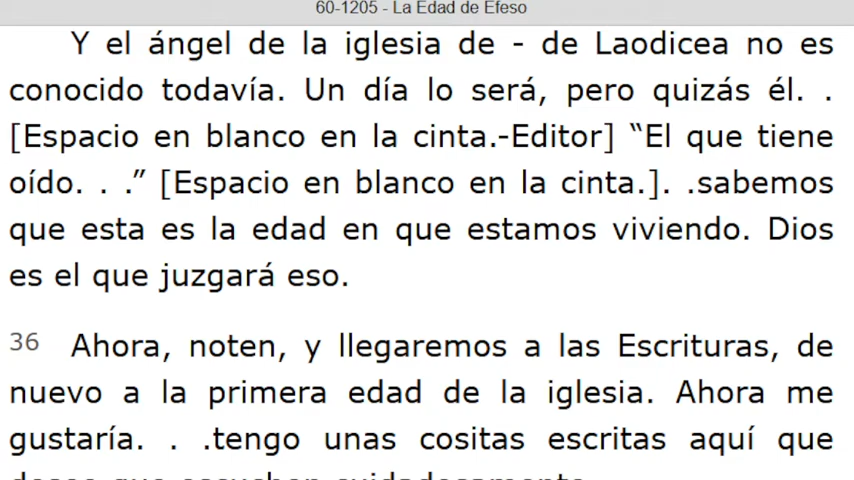 60-1205 - La Edad de Efeso
Y el ángel de la iglesia de - de Laodicea no es
conocido todavía. Un día lo será, pero quizás él. .
[Espacio en blanco en la cinta.-Editor] “El que tiene
oído. . .” [Espacio en blanco en la cinta.]. .sabemos
que esta es la edad en que estamos viviendo. Dios
es el que juzgará eso.
36 Ahora, noten, y llegaremos a las Escrituras, de
nuevo a la primera edad de la iglesia. Ahora me
gustaría. . .tengo unas cositas escritas aquí que
deseo que escuchen cuidadosamente.